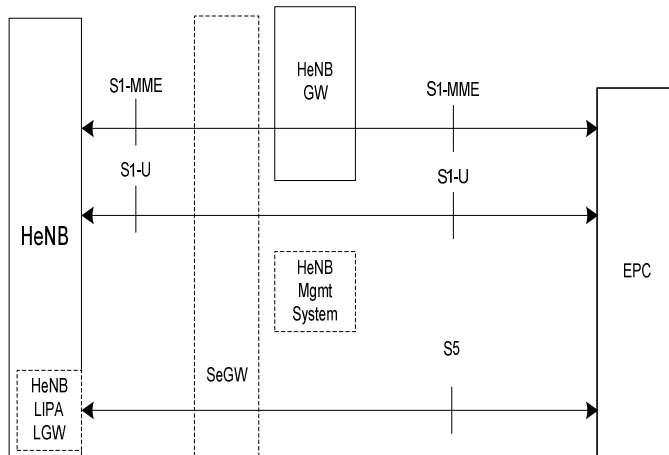 HeNB
GW
S1-MME
S1-MME
S1-U
S1-U
HeNB
HeNB
Mgmt
System
EPC
S5
SeGW
HeNB
LIPA
LGW